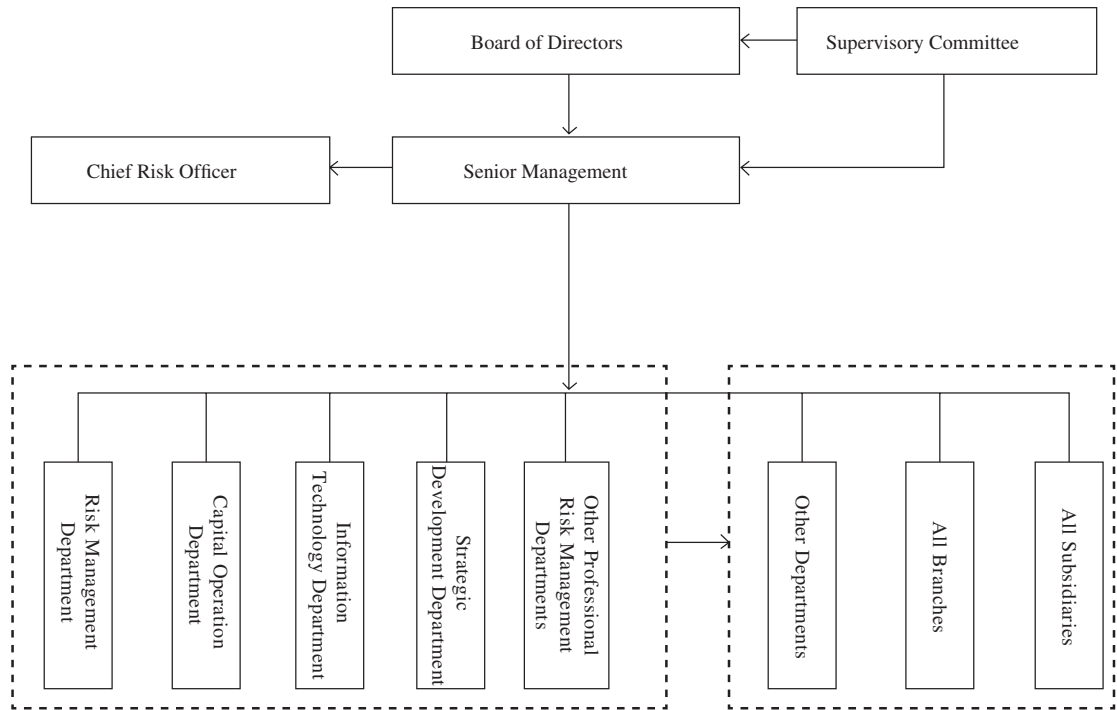 Board of Directors
Supervisory Committee
Chief Risk Officer
Senior Management
Risk Management
Department
Capital Operation
Department
Information
Technology Department
Strategic
Development Department
Other Professional
Risk Management
Departments
Other Departments
All Branches
All Subsidiaries